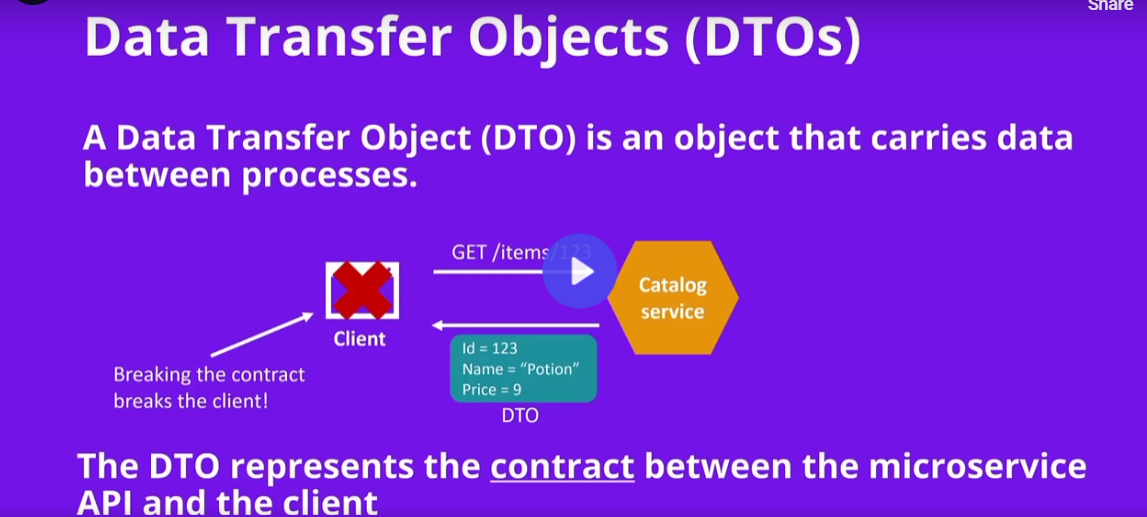 Share
Data Transfer Objects (DTOs)
A Data Transfer Object (DTO) is an object that carries data
between processes.
GET /items/123
Catalog
service
Client
Id = 123
Name = “Potion”
Price = 9
DTO
Breaking the contract
breaks the client!
The DTO represents the contract between the microservice
API and the client